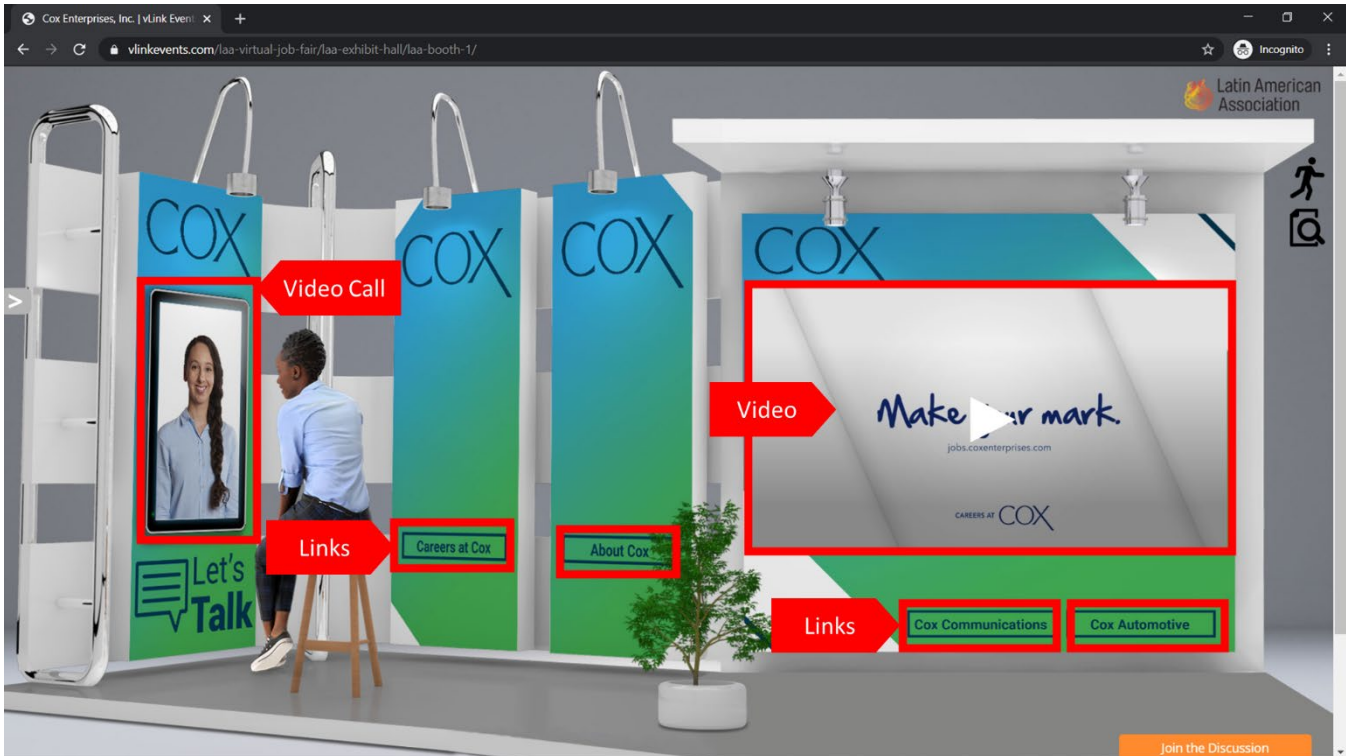 Cox Enterprises, Inc. | vLink Event
vlinkevents.com/laa-virtual-job-fair/laa-exhibit-hall/laa-booth-1/
Incognito
Latin American
Association
COX
COX
COX
COX
Video Call
Video
Make your mark.
jobs.coxenterprises.com
CAREERS AT COX
Links
Careers at Cox
About Cox
Let's
Talk
Links
Cox Communications
Cox Automotive
Join the Discussion